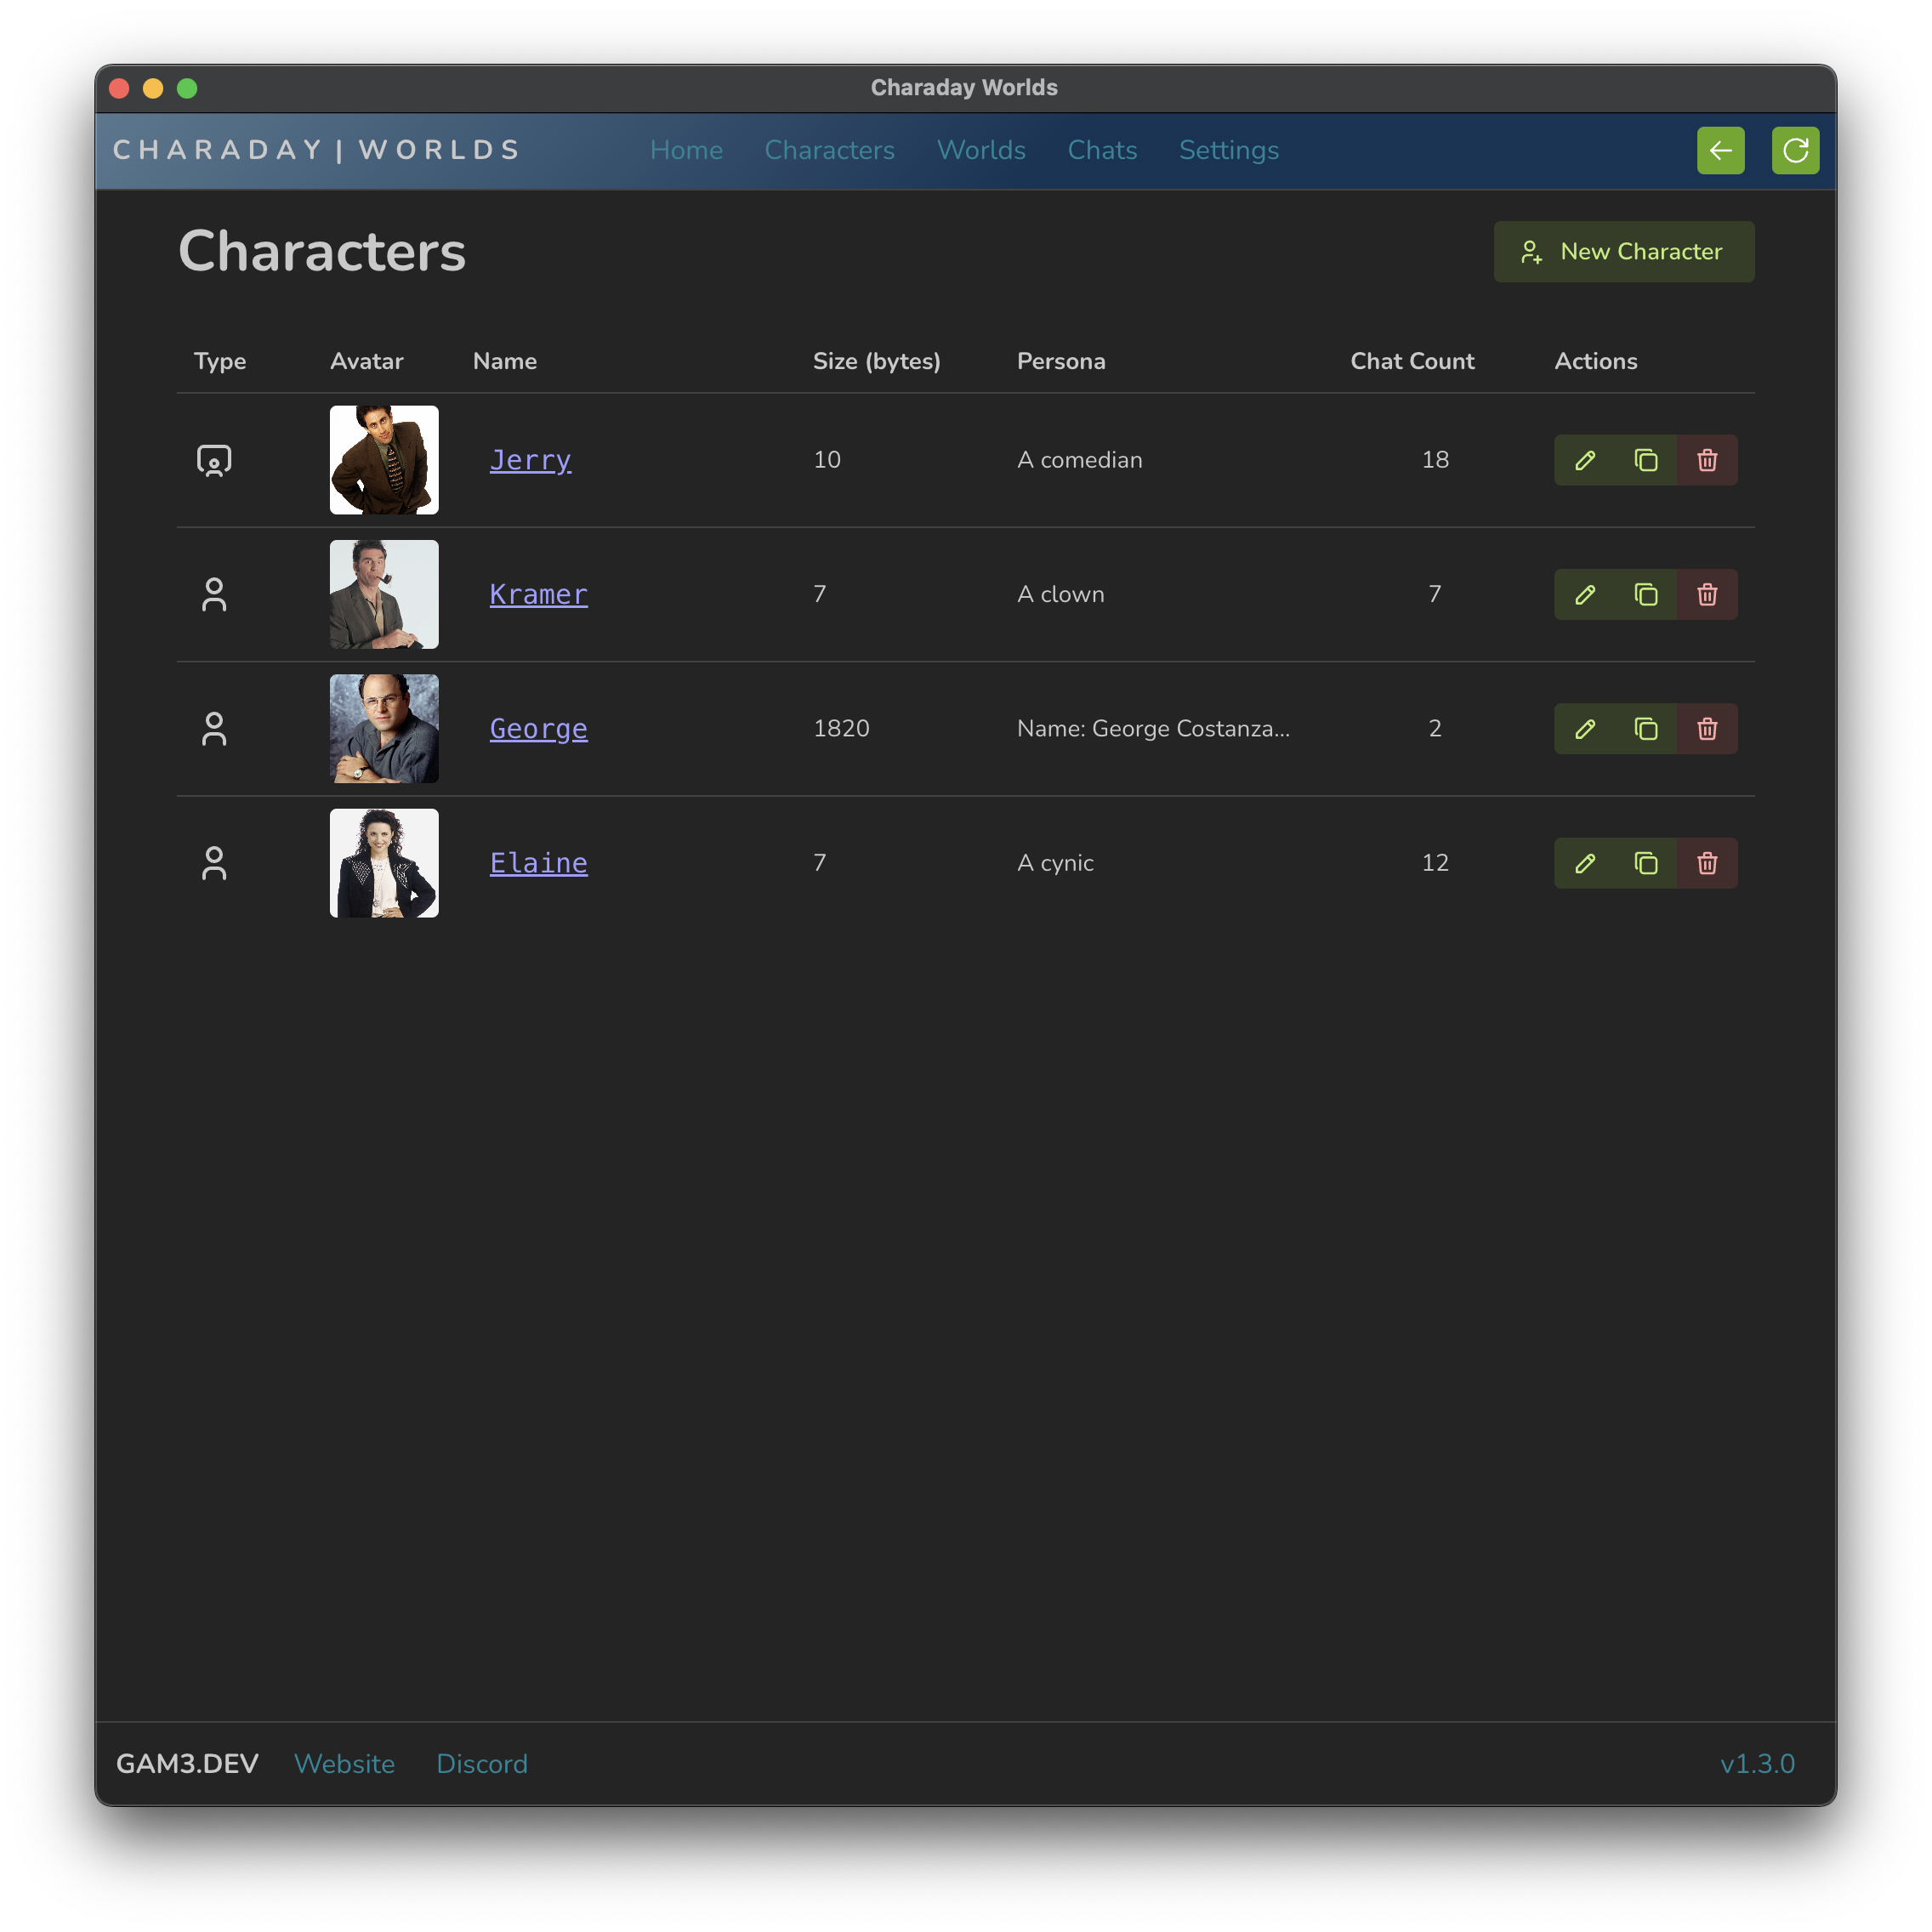 Charaday Worlds
CHARADAY | WORLDS Home Characters Worlds Chats Settings
Characters New Character
Type Avatar Name Size (bytes) Persona Chat Count Actions
Jerry 10 A comedian 18
Kramer 7 A clown 7
George 1820 Name: George Costanza... 2
Elaine 7 A cynic 12
GAM3.DEV Website Discord v1.3.0